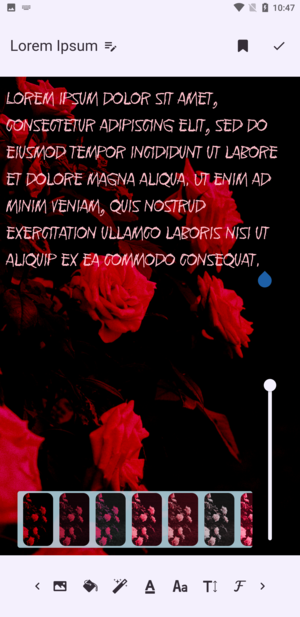 10:47
Lorem Ipsum
LOREM IPSUM DOLOR SIT AMET,
CONSECTETUR ADIPISCING ELIT, SED DO
EIUSMOD TEMPOR INCIDIDUNT UT LABORE
ET DOLORE MAGNA ALIQUA. UT ENIM AD
MINIM VENIAM, QUIS NOSTRUD
EXERCITATION ULLAMCO LABORIS NISI UT
ALIQUIP EX EA COMMODO CONSEQUAT.
A Aa T F